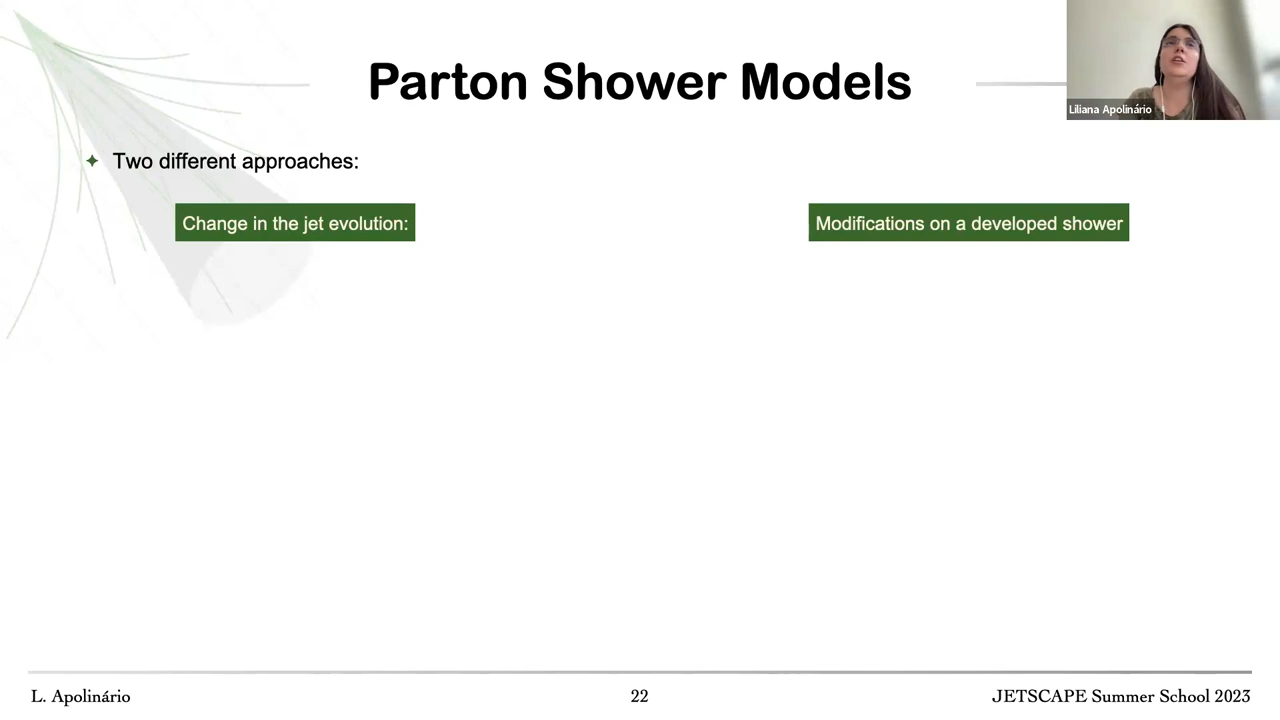 Parton Shower Models
Liliana Apolinário
✦ Two different approaches:
Change in the jet evolution:
Modifications on a developed shower
L. Apolinário
22
JETSCAPE Summer School 2023